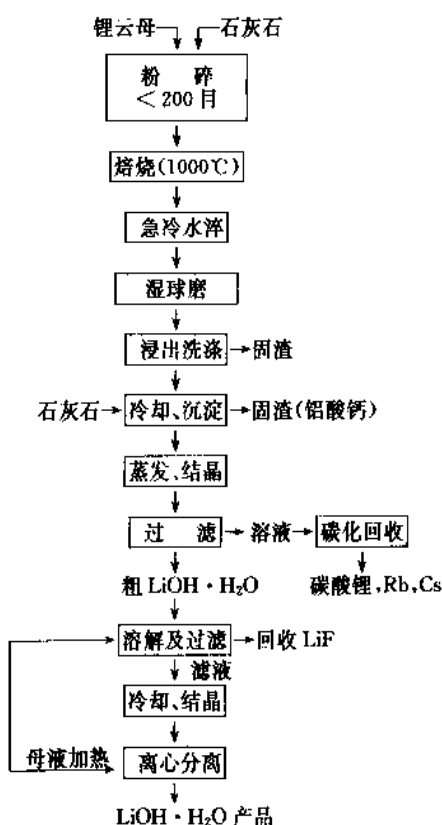 锂云母 石灰石
粉 碎
＜200目
焙烧(1000℃)
急冷水淬
湿球磨
浸出洗涤 固渣
石灰石 冷却、沉淀 固渣(铝酸钙)
蒸发、结晶
过 滤 溶液 碳化回收
粗 LiOH·H₂O 碳酸锂,Rb,Cs
溶解及过滤 回收 LiF
滤液
冷却、结晶
母液加热 离心分离
LiOH·H₂O 产品